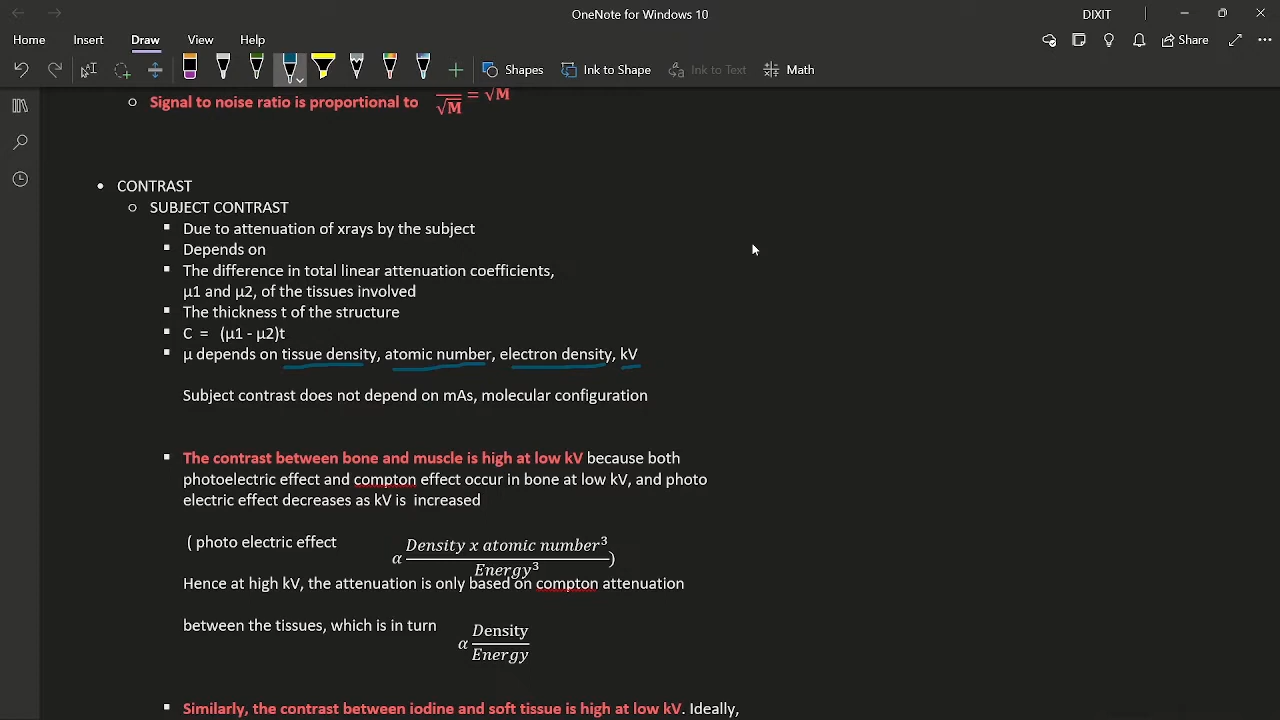 OneNote for Windows 10
DIXIT
Home Insert Draw View Help
Share
Shapes Ink to Shape Ink to Text Math
Signal to noise ratio is proportional to √M = √M
CONTRAST
SUBJECT CONTRAST
Due to attenuation of xrays by the subject
Depends on
The difference in total linear attenuation coefficients,
μ1 and μ2, of the tissues involved
The thickness t of the structure
C = (μ1 - μ2)t
μ depends on tissue density, atomic number, electron density, kV
Subject contrast does not depend on mAs, molecular configuration
The contrast between bone and muscle is high at low kV because both
photoelectric effect and compton effect occur in bone at low kV, and photo
electric effect decreases as kV is increased
( photo electric effect α Density x atomic number³ / Energy³ )
Hence at high kV, the attenuation is only based on compton attenuation
between the tissues, which is in turn α Density / Energy
Similarly, the contrast between iodine and soft tissue is high at low kV. Ideally,